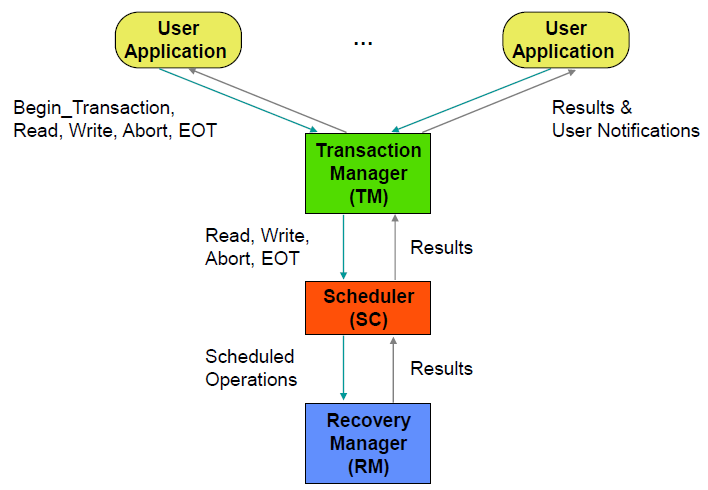 User
Application
...
User
Application
Begin_Transaction,
Read, Write, Abort, EOT
Results &
User Notifications
Transaction
Manager
(TM)
Read, Write,
Abort, EOT
Results
Scheduler
(SC)
Scheduled
Operations
Results
Recovery
Manager
(RM)